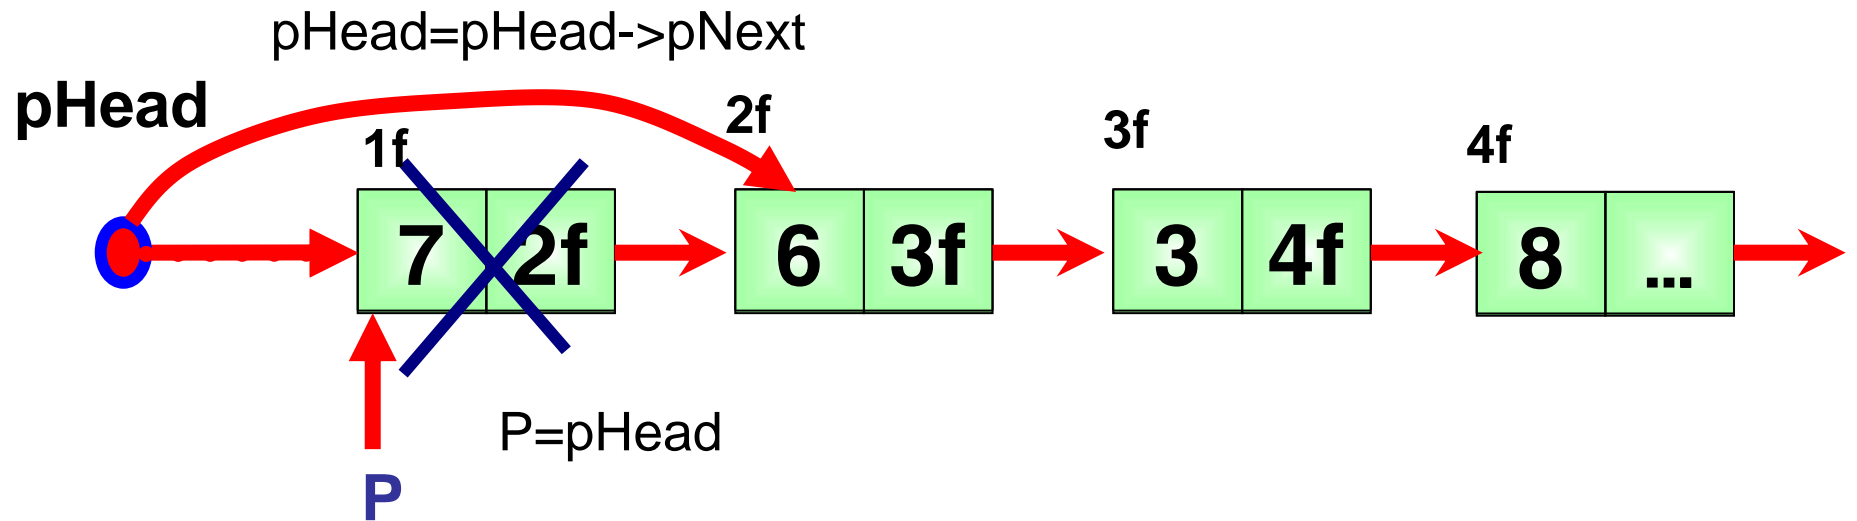 pHead=pHead->pNext
pHead
1f
2f
3f
4f
7 2f
6 3f
3 4f
8 ...
P=pHead
P